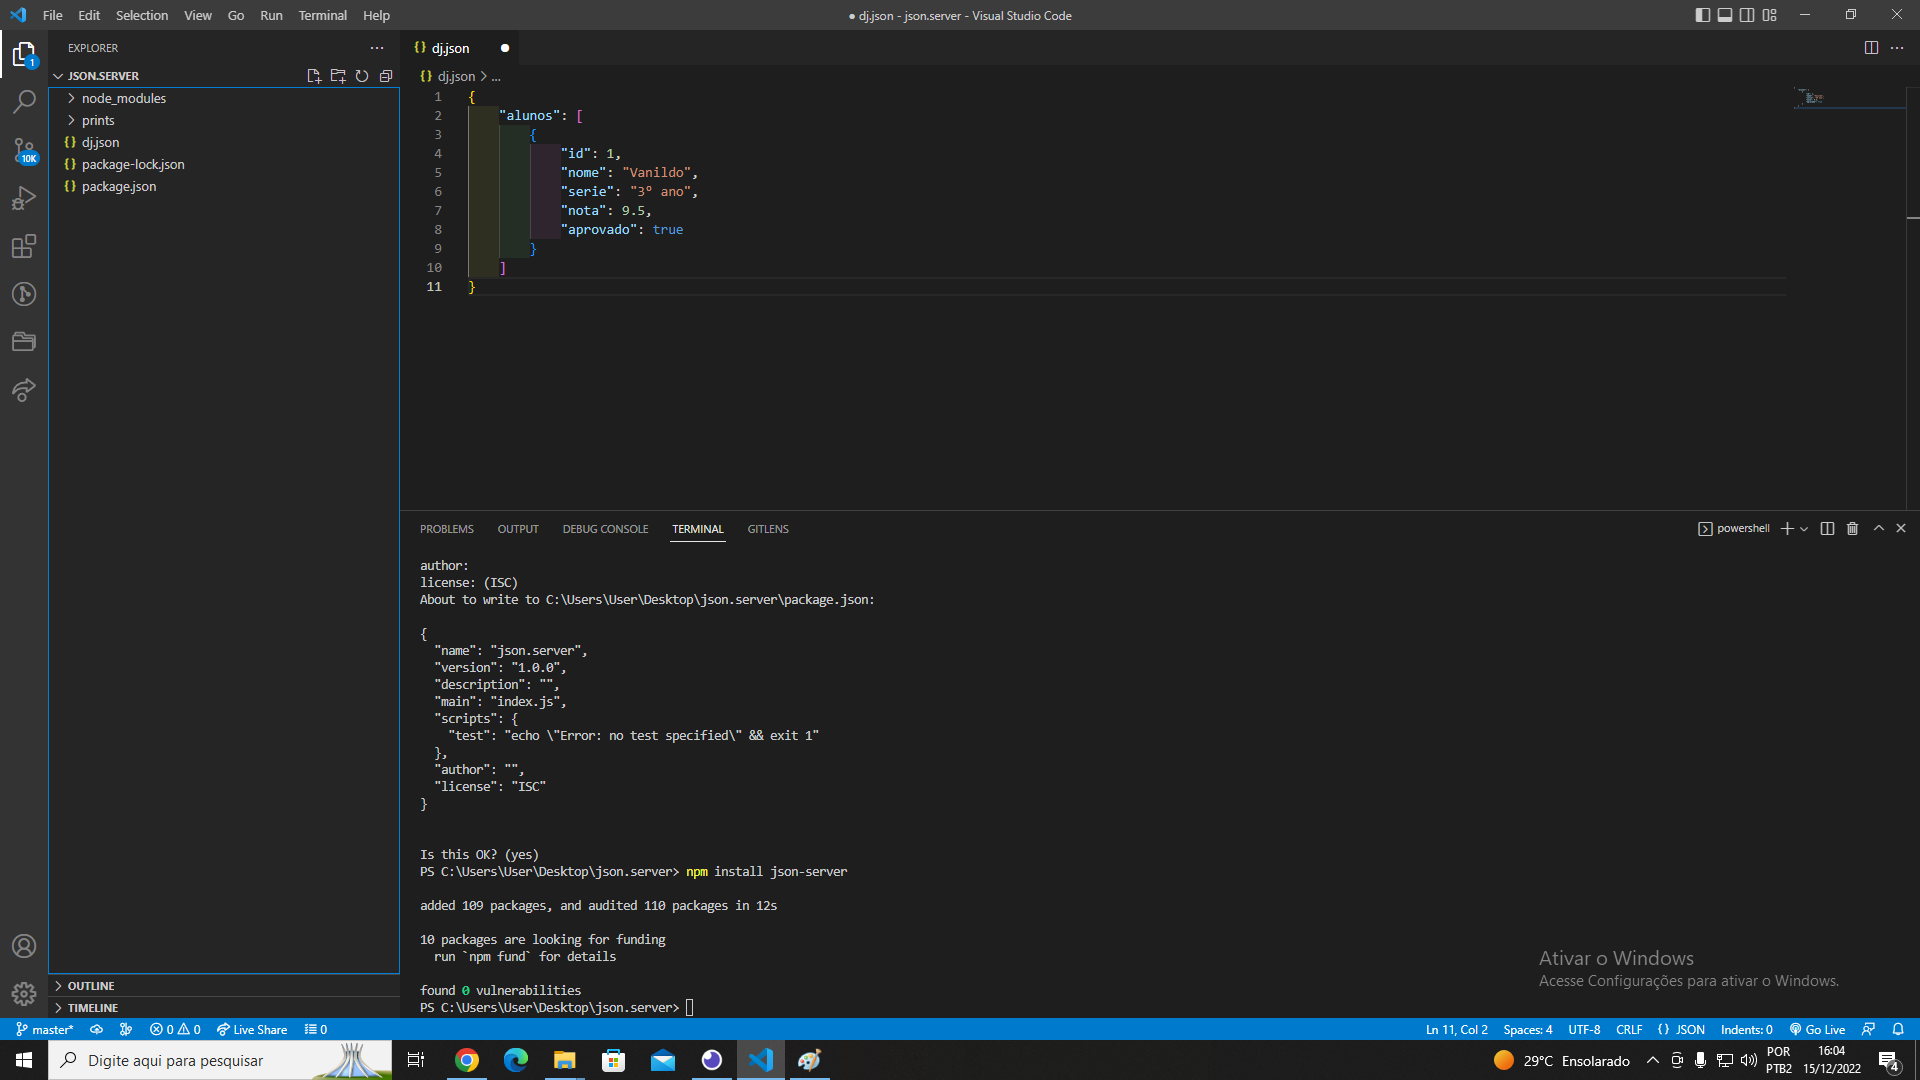 File Edit Selection View Go Run Terminal Help
● dj.json - json.server - Visual Studio Code
EXPLORER
1
JSON.SERVER
node_modules
prints
{} dj.json
{} package-lock.json
{} package.json
10K
OUTLINE
TIMELINE
{} dj.json ●
{} dj.json > ...
1 {
2 "alunos": [
3 {
4 "id": 1,
5 "nome": "Vanildo",
6 "serie": "3º ano",
7 "nota": 9.5,
8 "aprovado": true
9 }
10 ]
11 }
PROBLEMS OUTPUT DEBUG CONSOLE TERMINAL GITLENS
powershell
author:
license: (ISC)
About to write to C:\Users\User\Desktop\json.server\package.json:
{
"name": "json.server",
"version": "1.0.0",
"description": "",
"main": "index.js",
"scripts": {
"test": "echo \"Error: no test specified\" && exit 1"
},
"author": "",
"license": "ISC"
}
Is this OK? (yes)
PS C:\Users\User\Desktop\json.server> npm install json-server
added 109 packages, and audited 110 packages in 12s
10 packages are looking for funding
run `npm fund` for details
found 0 vulnerabilities
PS C:\Users\User\Desktop\json.server>
Ativar o Windows
Acesse Configurações para ativar o Windows.
master* 0 0 Live Share 0
Ln 11, Col 2 Spaces: 4 UTF-8 CRLF {} JSON Indents: 0 Go Live
Digite aqui para pesquisar
29°C Ensolarado
POR
PTB2
16:04
15/12/2022
4